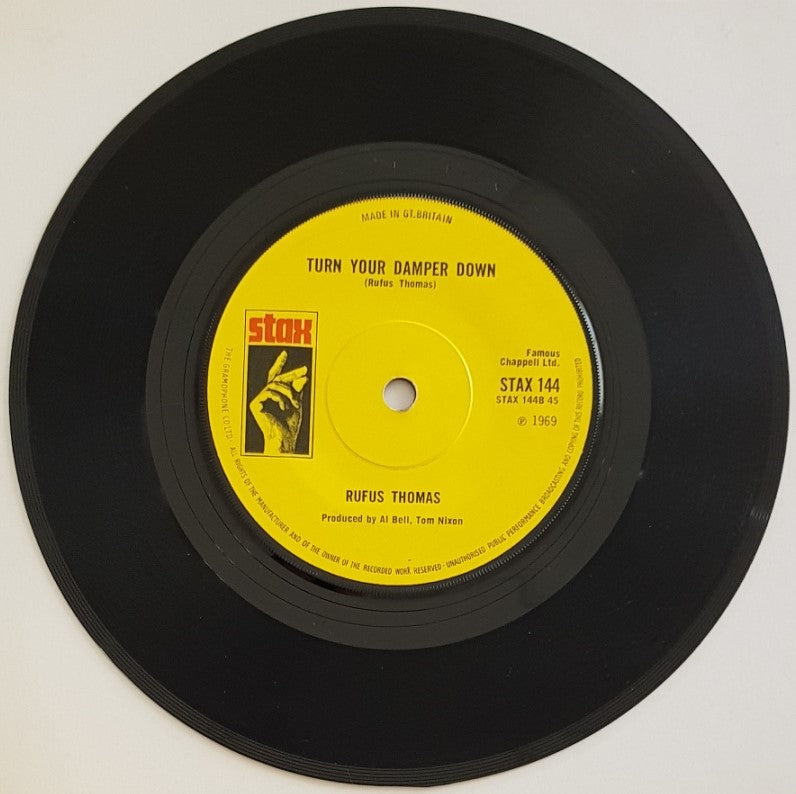 MADE IN GT. BRITAIN
TURN YOUR DAMPER DOWN
(Rufus Thomas)
stax
Famous
Chappell Ltd.
STAX 144
STAX 144B 45
℗ 1969
RUFUS THOMAS
Produced by Al Bell, Tom Nixon
THE GRAMOPHONE CO LTD. ALL RIGHTS OF THE MANUFACTURER AND OF THE OWNER OF THE RECORDED WORK RESERVED - UNAUTHORISED PUBLIC PERFORMANCE BROADCASTING AND COPYING OF THIS RECORD PROHIBITED